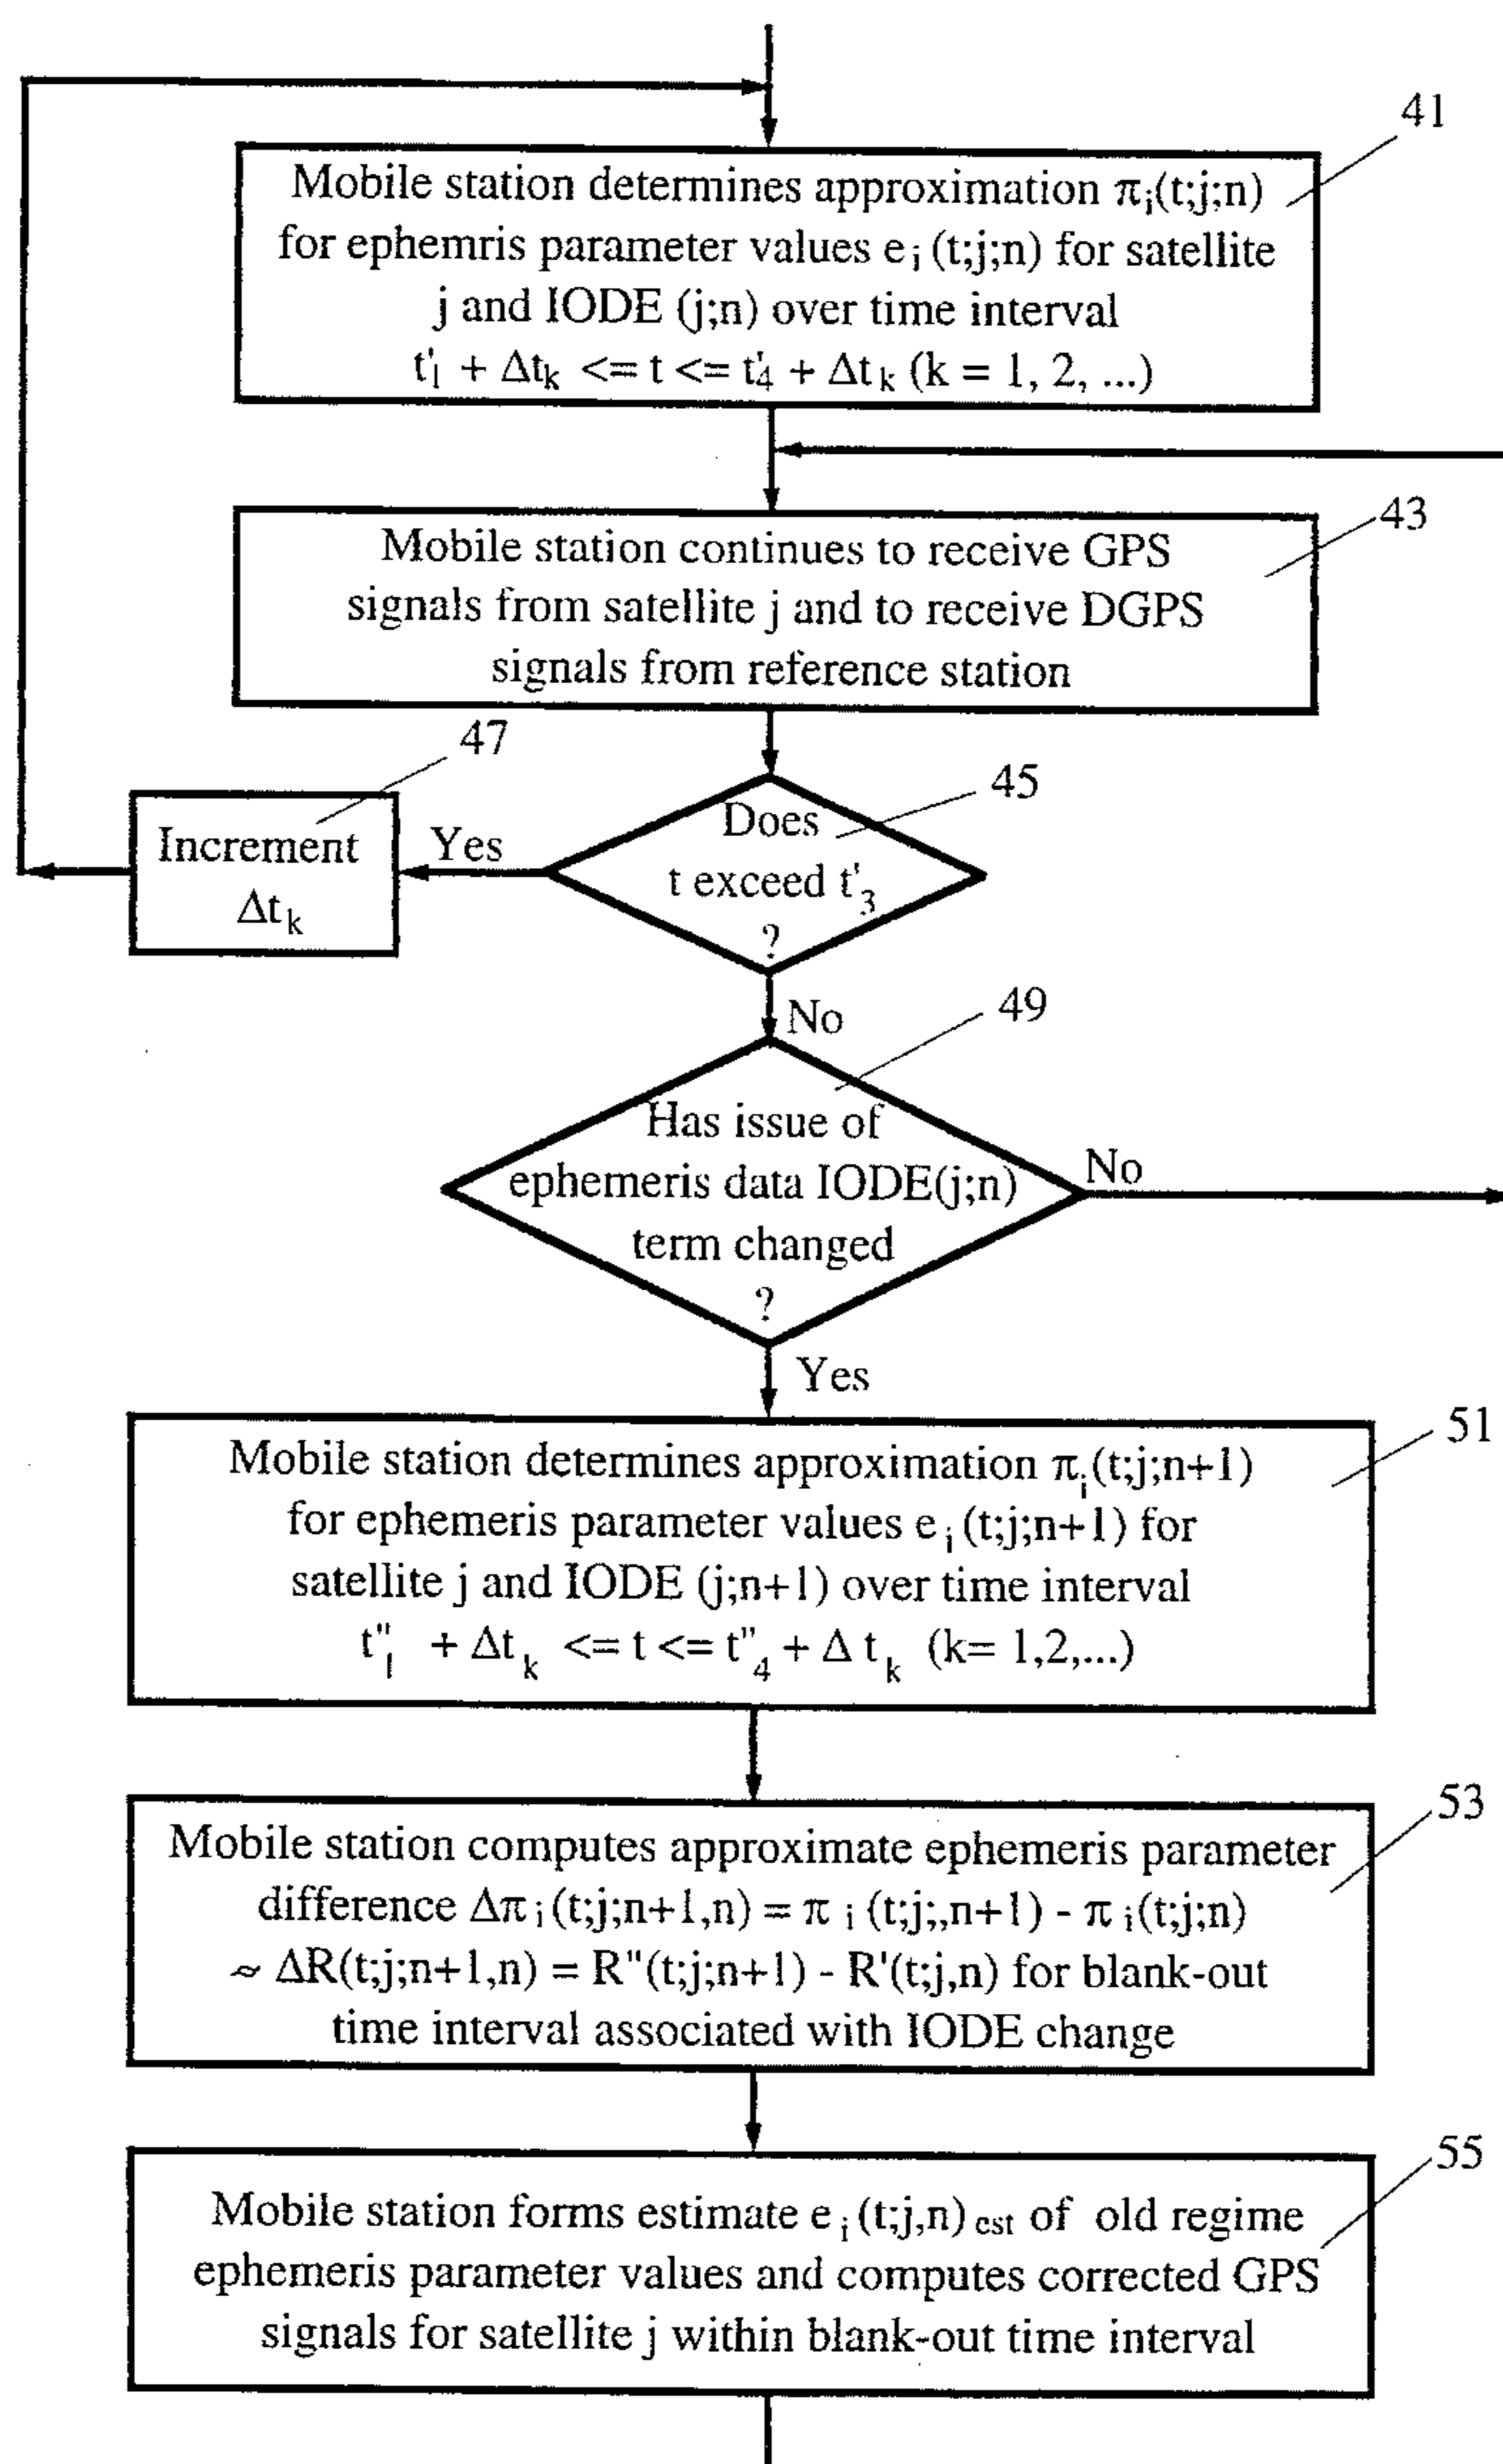 41
Mobile station determines approximation πi(t;j;n)
for ephemris parameter values ei(t;j;n) for satellite
j and IODE (j;n) over time interval
t'1 + Δtk <= t <= t'4 + Δtk (k = 1, 2, ...)
43
Mobile station continues to receive GPS
signals from satellite j and to receive DGPS
signals from reference station
47
Increment
Δtk
Yes
45
Does
t exceed t'3
?
No
49
Has issue of
ephemeris data IODE(j;n)
term changed
?
No
Yes
51
Mobile station determines approximation πi(t;j;n+1)
for ephemeris parameter values ei(t;j;n+1) for
satellite j and IODE (j;n+1) over time interval
t"1 + Δtk <= t <= t"4 + Δtk (k= 1,2,...)
53
Mobile station computes approximate ephemeris parameter
difference Δπi(t;j;n+1,n) = πi(t;j;,n+1) - πi(t;j;n)
~ ΔR(t;j;n+1,n) = R"(t;j;n+1) - R'(t;j,n) for blank-out
time interval associated with IODE change
55
Mobile station forms estimate ei(t;j,n)est of old regime
ephemeris parameter values and computes corrected GPS
signals for satellite j within blank-out time interval